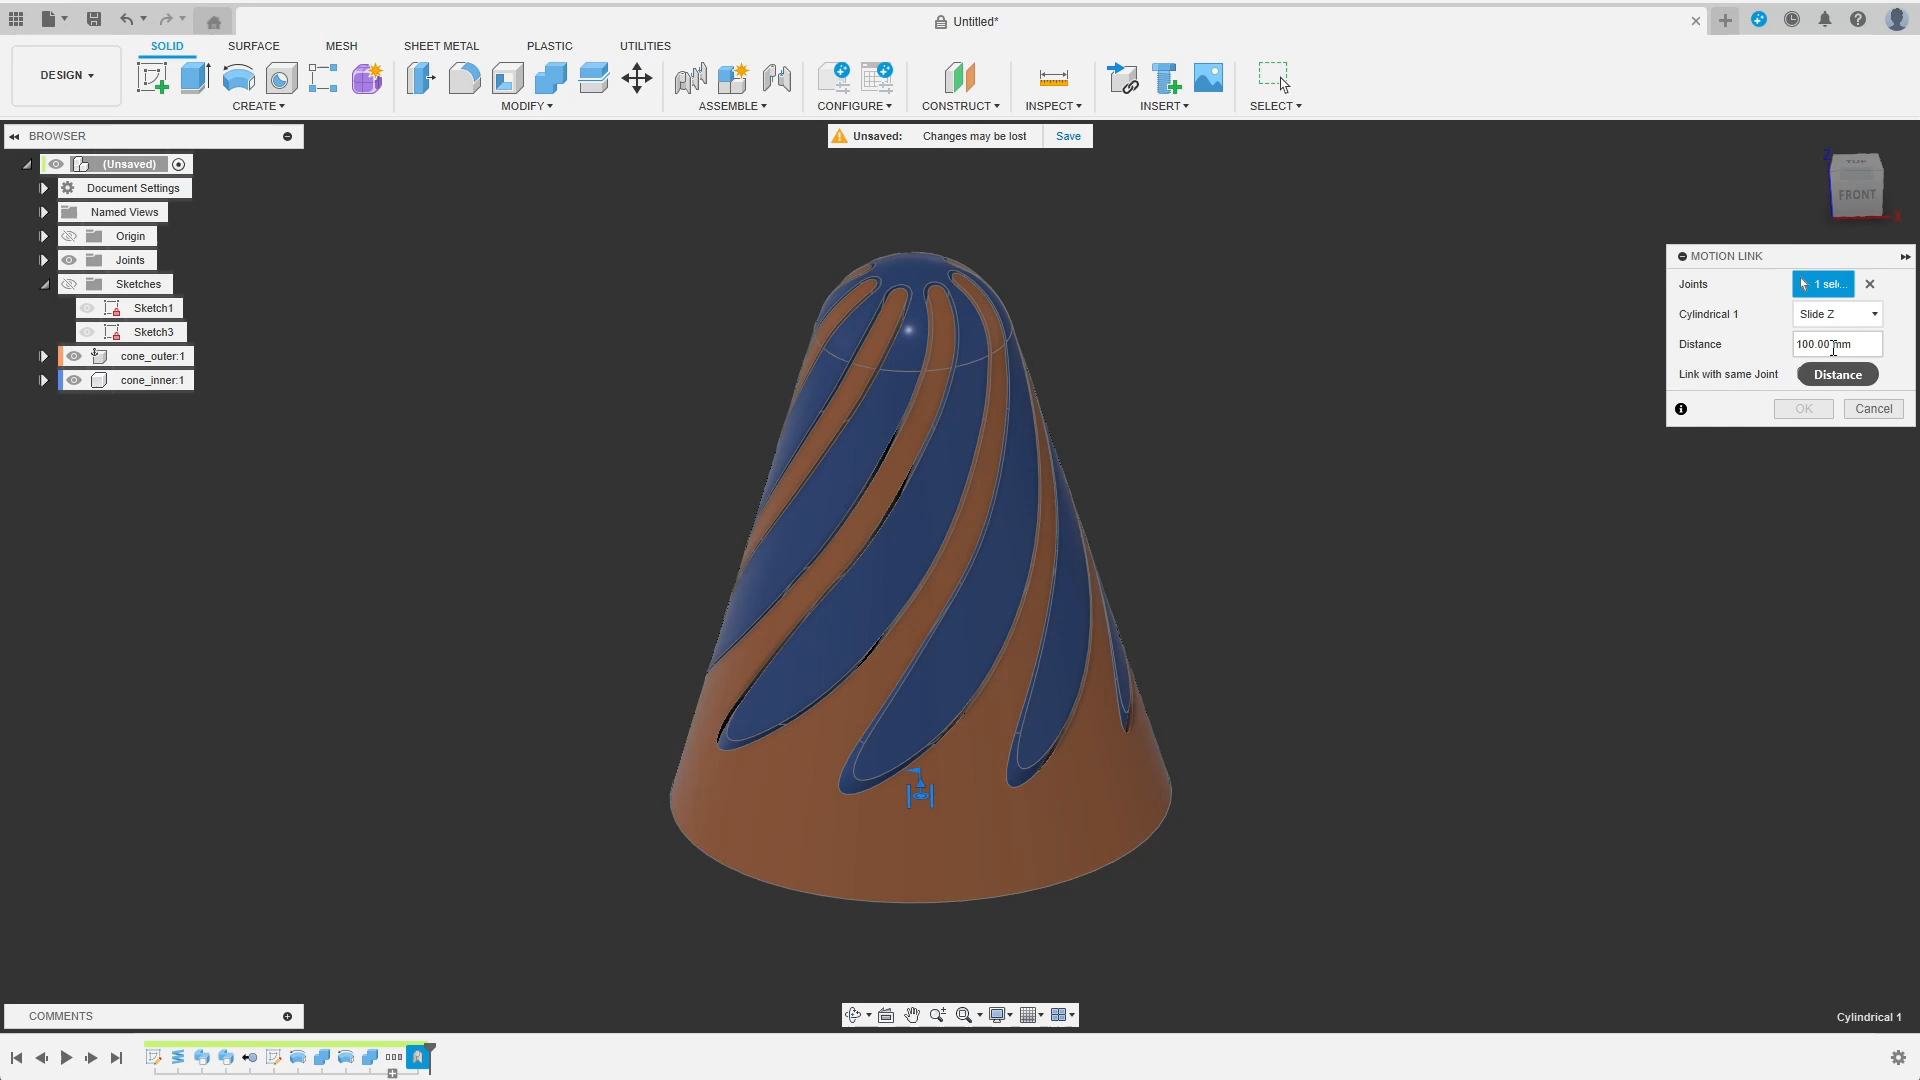 Untitled*
DESIGN
SOLID SURFACE MESH SHEET METAL PLASTIC UTILITIES
CREATE MODIFY ASSEMBLE CONFIGURE CONSTRUCT INSPECT INSERT SELECT
BROWSER
Unsaved: Changes may be lost Save
(Unsaved)
Document Settings
Named Views
Origin
Joints
Sketches
Sketch1
Sketch3
cone_outer:1
cone_inner:1
Z
TOP
FRONT
X
MOTION LINK
Joints 1 sel...
Cylindrical 1 Slide Z
Distance 100.00 mm
Link with same Joint Distance
OK Cancel
COMMENTS
Cylindrical 1